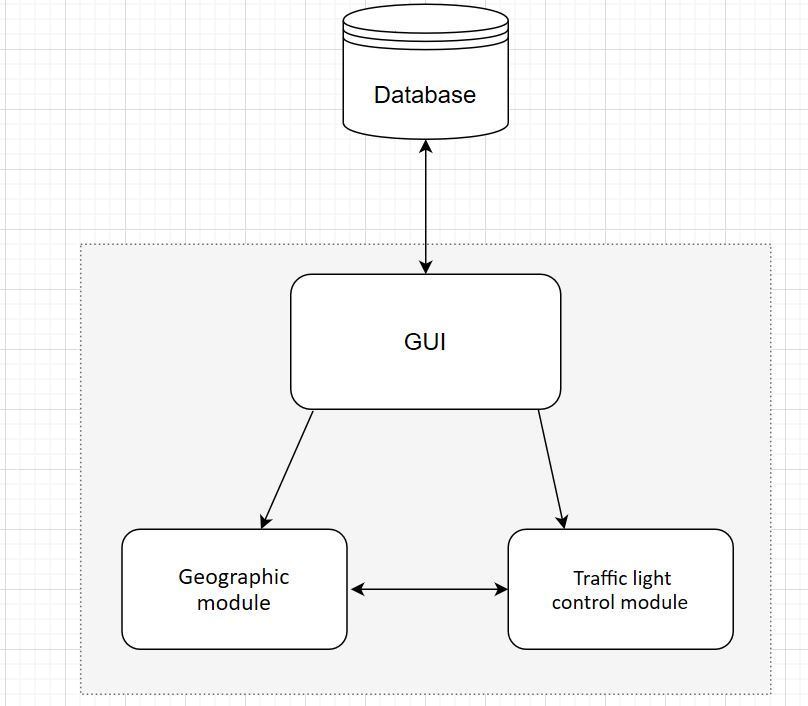 Database
GUI
Geographic
module
Traffic light
control module